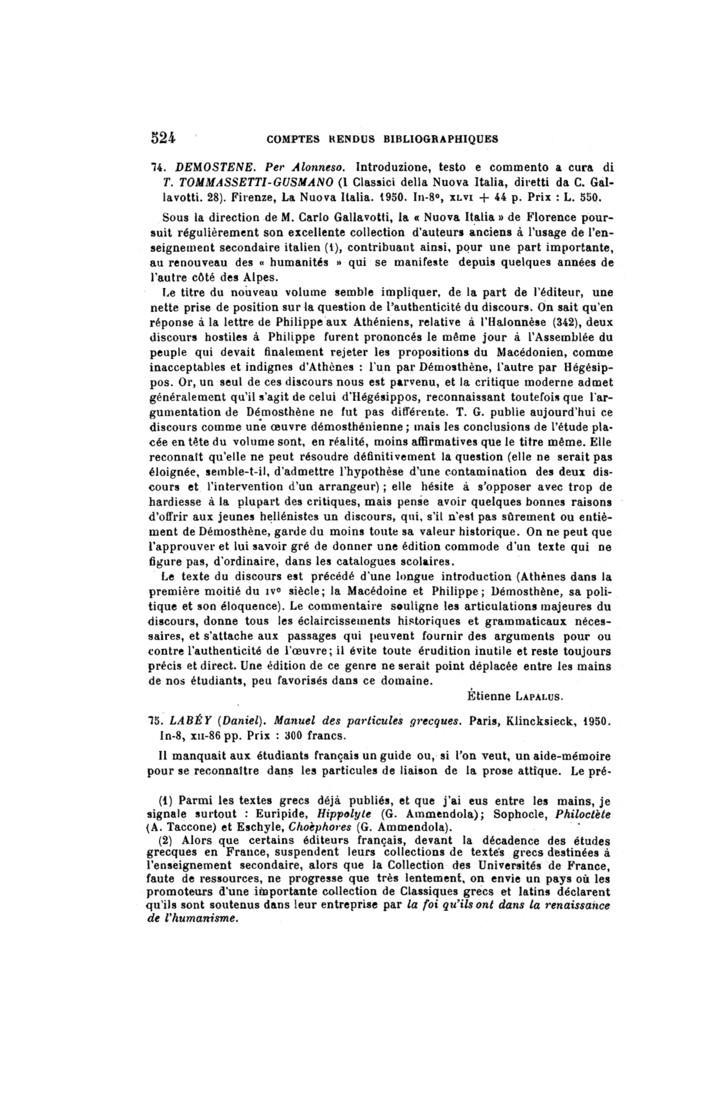 524 COMPTES RENDUS BIBLIOGRAPHIQUES
74. DEMOSTENE. Per Alonneso. Introduzione, testo e commento a cura di
T. TOMMASSETTI-GUSMANO (I Classici della Nuova Italia, diretti da C. Gal-
lavotti. 28). Firenze, La Nuova Italia. 1950. In-8º, XLVI + 44 p. Prix : L. 550.
Sous la direction de M. Carlo Gallavotti, la « Nuova Italia » de Florence pour-
suit régulièrement son excellente collection d'auteurs anciens à l'usage de l'en-
seignement secondaire italien (1), contribuant ainsi, pour une part importante,
au renouveau des « humanités » qui se manifeste depuis quelques années de
l'autre côté des Alpes.
Le titre du nouveau volume semble impliquer, de la part de l'éditeur, une
nette prise de position sur la question de l'authenticité du discours. On sait qu'en
réponse à la lettre de Philippe aux Athéniens, relative à l'Halonnèse (342), deux
discours hostiles à Philippe furent prononcés le même jour à l'Assemblée du
peuple qui devait finalement rejeter les propositions du Macédonien, comme
inacceptables et indignes d'Athènes : l'un par Démosthène, l'autre par Hégésip-
pos. Or, un seul de ces discours nous est parvenu, et la critique moderne admet
généralement qu'il s'agit de celui d'Hégésippos, reconnaissant toutefois que l'ar-
gumentation de Démosthène ne fut pas différente. T. G. publie aujourd'hui ce
discours comme une œuvre démosthénienne ; mais les conclusions de l'étude pla-
cée en tête du volume sont, en réalité, moins affirmatives que le titre même. Elle
reconnaît qu'elle ne peut résoudre définitivement la question (elle ne serait pas
éloignée, semble-t-il, d'admettre l'hypothèse d'une contamination des deux dis-
cours et l'intervention d'un arrangeur) ; elle hésite à s'opposer avec trop de
hardiesse à la plupart des critiques, mais pense avoir quelques bonnes raisons
d'offrir aux jeunes hellénistes un discours, qui, s'il n'est pas sûrement ou entiè-
ment de Démosthène, garde du moins toute sa valeur historique. On ne peut que
l'approuver et lui savoir gré de donner une édition commode d'un texte qui ne
figure pas, d'ordinaire, dans les catalogues scolaires.
Le texte du discours est précédé d'une longue introduction (Athènes dans la
première moitié du IVe siècle ; la Macédoine et Philippe ; Démosthène, sa poli-
tique et son éloquence). Le commentaire souligne les articulations majeures du
discours, donne tous les éclaircissements historiques et grammaticaux néces-
saires, et s'attache aux passages qui peuvent fournir des arguments pour ou
contre l'authenticité de l'œuvre ; il évite toute érudition inutile et reste toujours
précis et direct. Une édition de ce genre ne serait point déplacée entre les mains
de nos étudiants, peu favorisés dans ce domaine.
Étienne LAPALUS.
75. LABÉY (Daniel). Manuel des particules grecques. Paris, Klincksieck, 1950.
In-8, XII-86 pp. Prix : 300 francs.
Il manquait aux étudiants français un guide ou, si l'on veut, un aide-mémoire
pour se reconnaître dans les particules de liaison de la prose attique. Le pré-
(1) Parmi les textes grecs déjà publiés, et que j'ai eus entre les mains, je
signale surtout : Euripide, Hippolyte (G. Ammendola) ; Sophocle, Philoctète
(A. Taccone) et Eschyle, Choèphores (G. Ammendola).
(2) Alors que certains éditeurs français, devant la décadence des études
grecques en France, suspendent leurs collections de textes grecs destinées à
l'enseignement secondaire, alors que la Collection des Universités de France,
faute de ressources, ne progresse que très lentement, on envie un pays où les
promoteurs d'une importante collection de Classiques grecs et latins déclarent
qu'ils sont soutenus dans leur entreprise par la foi qu'ils ont dans la renaissance
de l'humanisme.